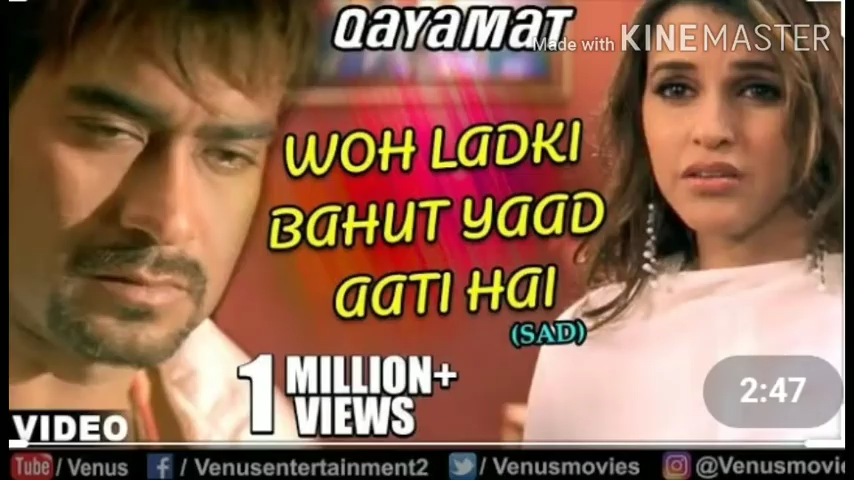 QAYAMAT
Made with KINEMASTER
WOH LADKI
BAHUT YAAD
AATI HAI
(SAD)
1 MILLION+
VIEWS
2:47
VIDEO
Tube / Venus f / Venusentertainment2 / Venusmovies @Venusmovi